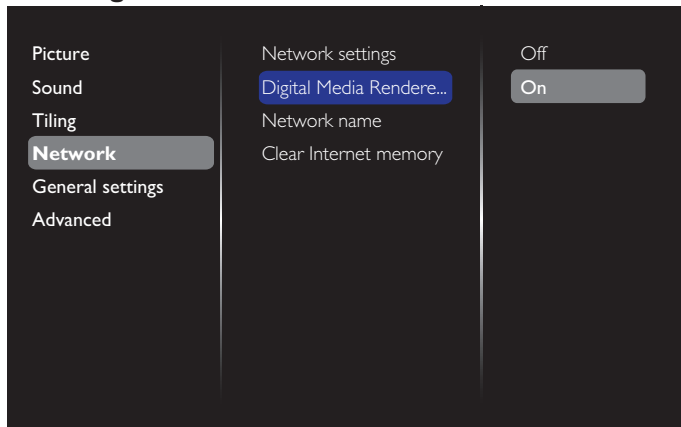 Picture
Sound
Tiling
Network
General settings
Advanced
Network settings
Digital Media Rendere...
Network name
Clear Internet memory
Off
On